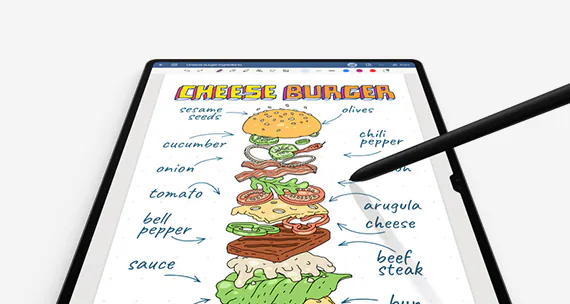 CHEESE BURGER
sesame seeds
olives
cucumber
chili pepper
onion
tomato
arugula
bell pepper
cheese
sauce
beef steak
bun